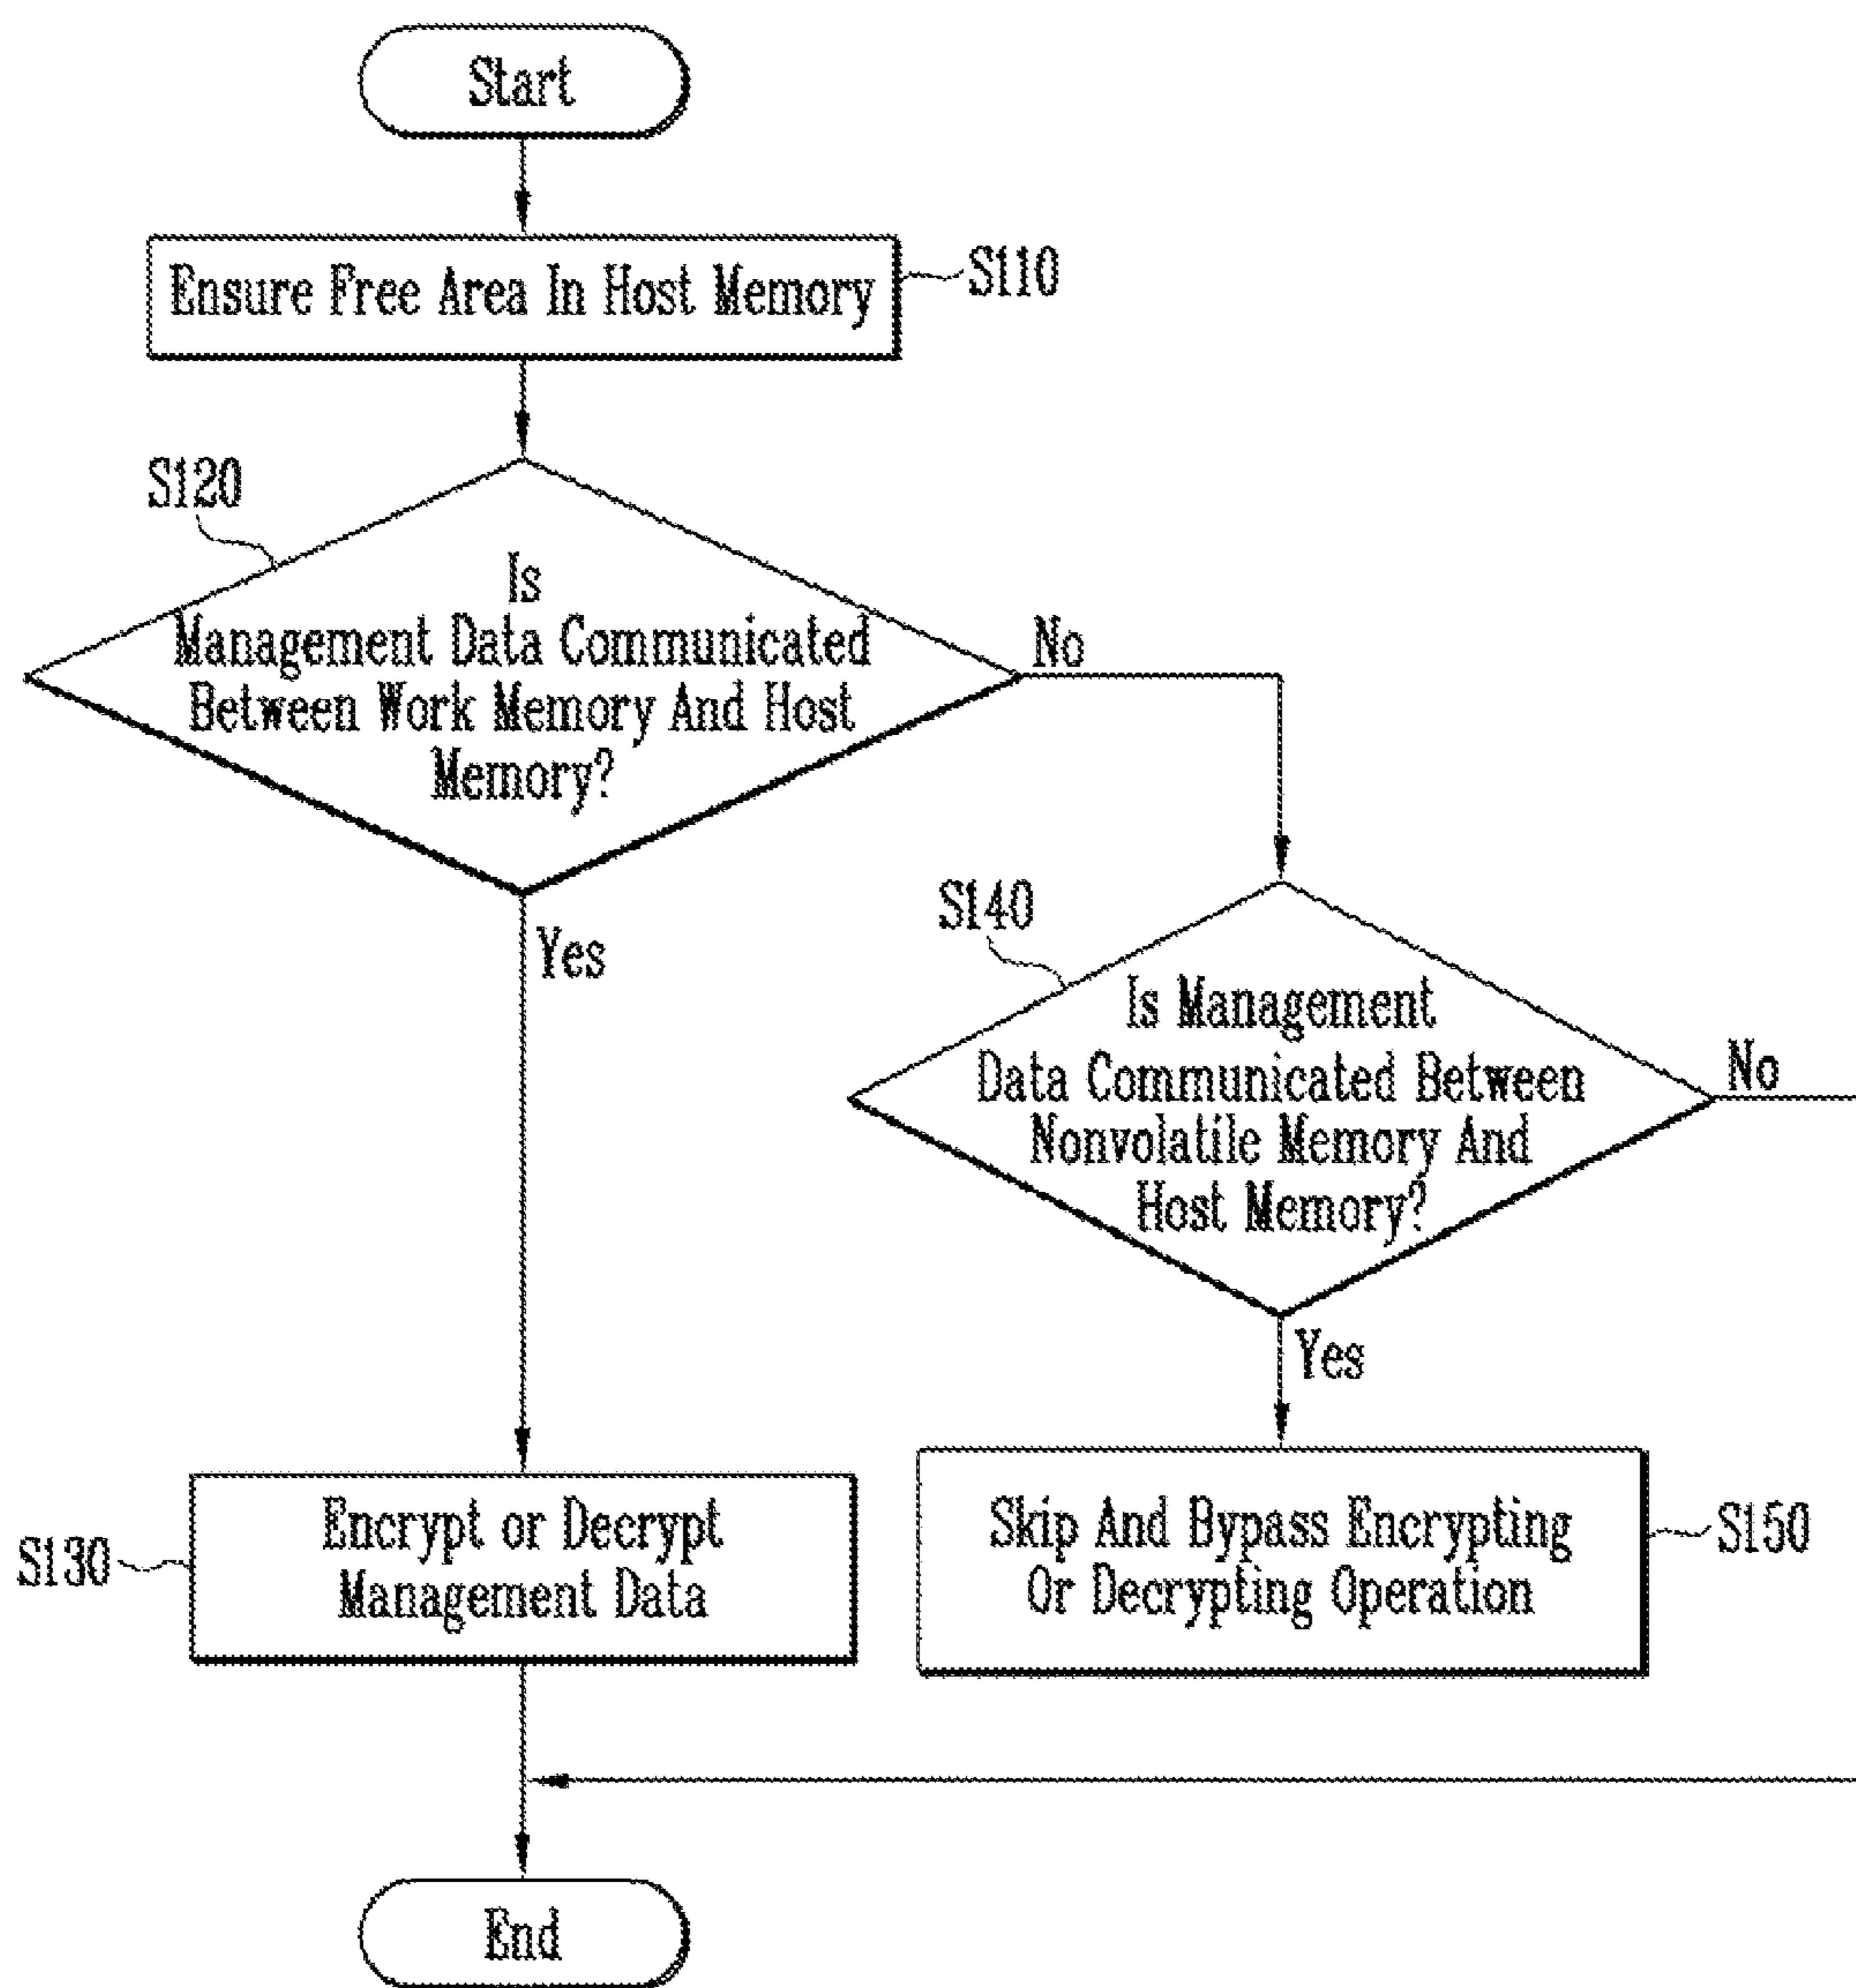 Start
Ensure Free Area In Host Memory
S110
S120
Is
Management Data Communicated
Between Work Memory And Host
Memory?
No
Yes
S140
Is Management
Data Communicated Between
Nonvolatile Memory And
Host Memory?
No
Yes
S130
Encrypt or Decrypt
Management Data
Skip And Bypass Encrypting
Or Decrypting Operation
S150
End